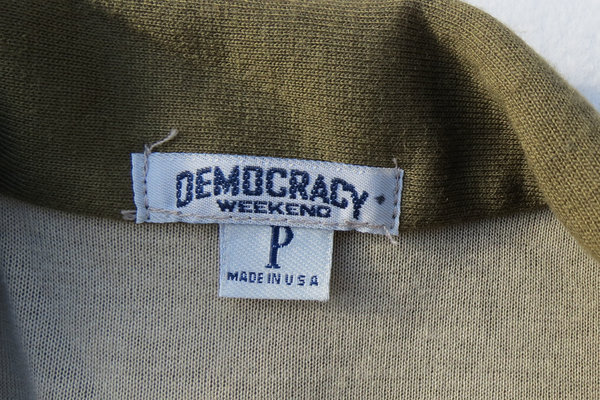 DEMOCRACY
WEEKEND
P
MADE IN U S A